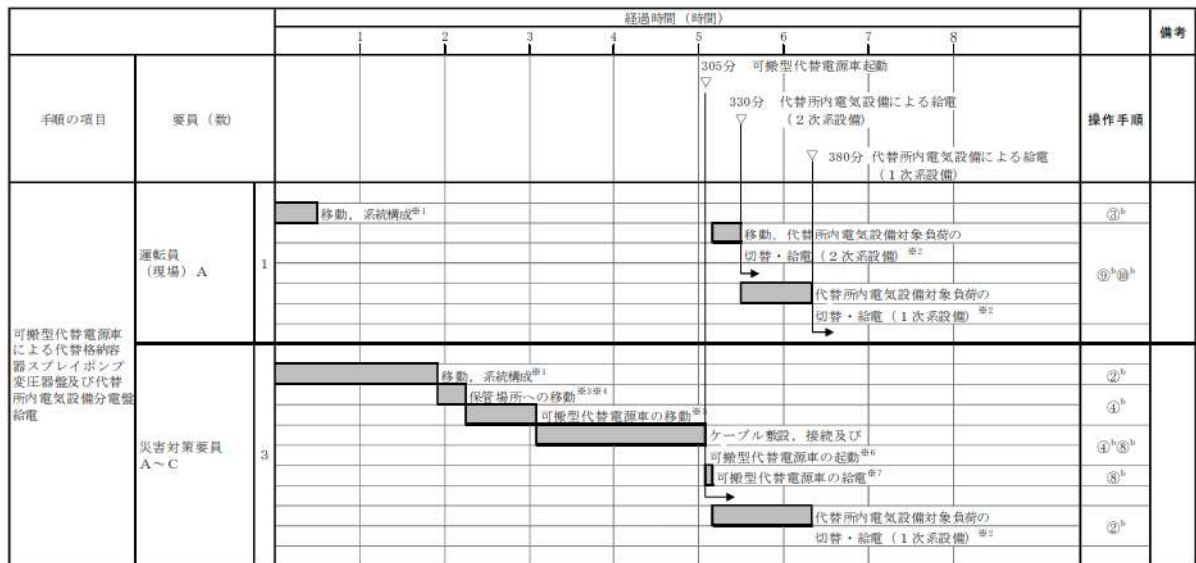 経過時間(時間)
備考
1 2 3 4 5 6 7 8
手順の項目
要員(数)
操作手順
305分 可搬型代替電源車起動
▽
330分 代替所内電気設備による給電
(2次系設備)
▽
▽ 380分 代替所内電気設備による給電
(1次系設備)
可搬型代替電源車
による代替格納容
器スプレイポンプ
変圧器盤及び代替
所内電気設備分電盤
給電
運転員
(現場)A
1
移動,系統構成※1
③b
移動,代替所内電気設備対象負荷の
切替・給電(2次系設備)※2
⑨b⑩b
代替所内電気設備対象負荷の
切替・給電(1次系設備)※2
災害対策要員
A~C
3
移動,系統構成※1
②b
保管場所への移動※3※4
④b
可搬型代替電源車の移動※5
ケーブル敷設,接続及び
可搬型代替電源車の起動※6
④b⑧b
可搬型代替電源車の給電※7
⑧b
代替所内電気設備対象負荷の
切替・給電(1次系設備)※2
②b